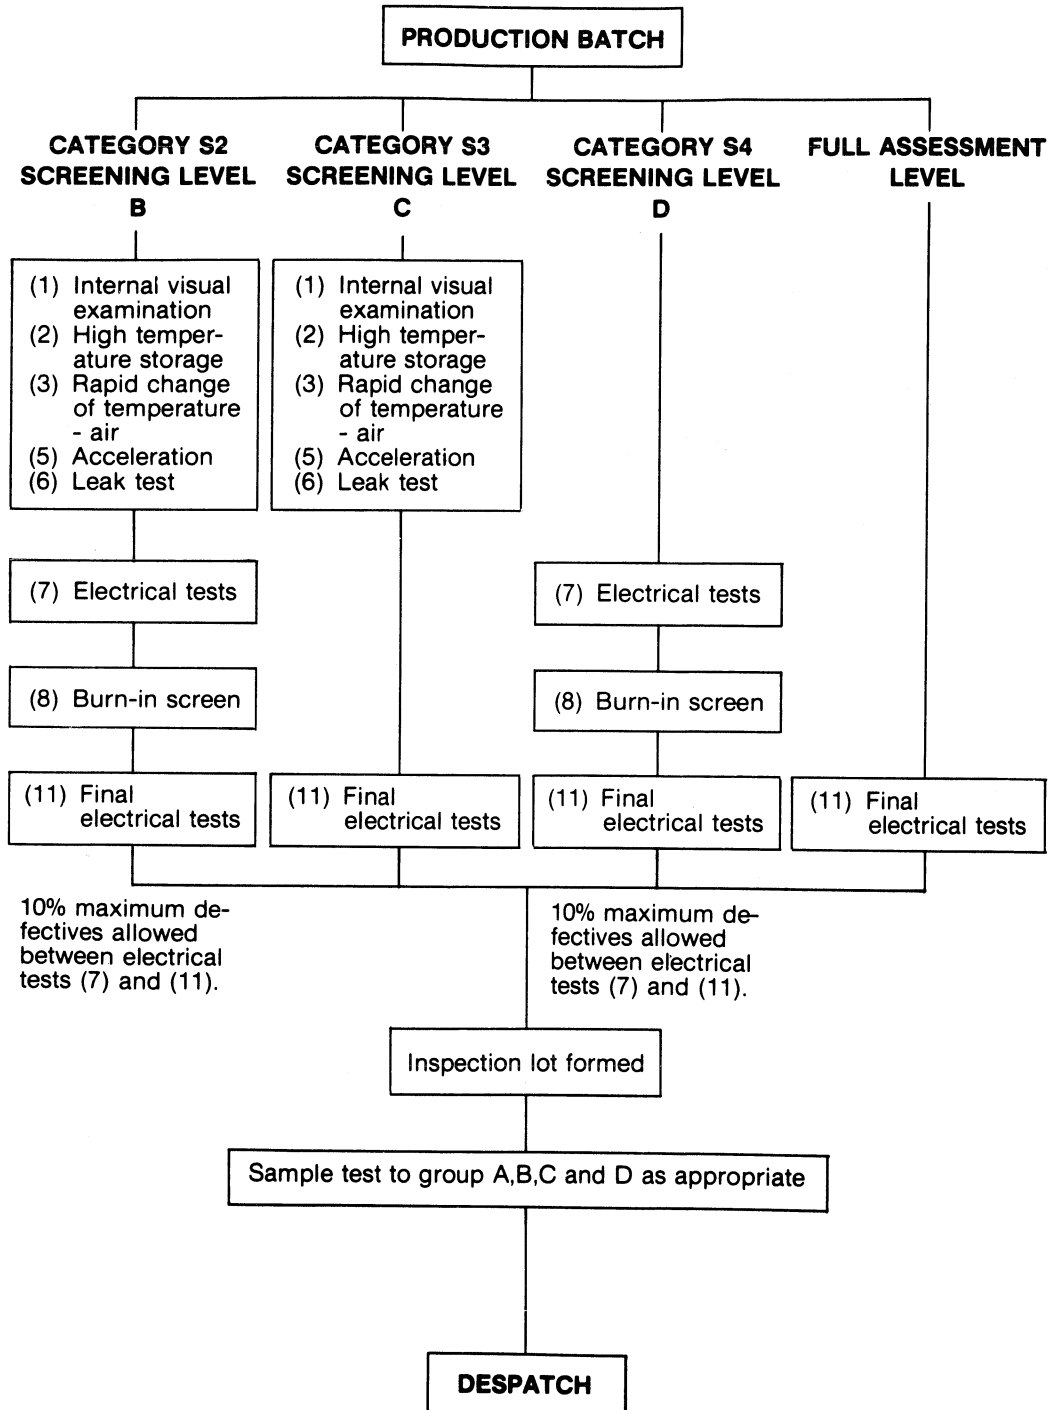 PRODUCTION BATCH
CATEGORY S2
SCREENING LEVEL
B
CATEGORY S3
SCREENING LEVEL
C
CATEGORY S4
SCREENING LEVEL
D
FULL ASSESSMENT
LEVEL
(1) Internal visual
examination
(2) High temper-
ature storage
(3) Rapid change
of temperature
- air
(5) Acceleration
(6) Leak test
(1) Internal visual
examination
(2) High temper-
ature storage
(3) Rapid change
of temperature
- air
(5) Acceleration
(6) Leak test
(7) Electrical tests
(7) Electrical tests
(8) Burn-in screen
(8) Burn-in screen
(11) Final
electrical tests
(11) Final
electrical tests
(11) Final
electrical tests
(11) Final
electrical tests
10% maximum de-
fectives allowed
between electrical
tests (7) and (11).
10% maximum de-
fectives allowed
between electrical
tests (7) and (11).
Inspection lot formed
Sample test to group A,B,C and D as appropriate
DESPATCH